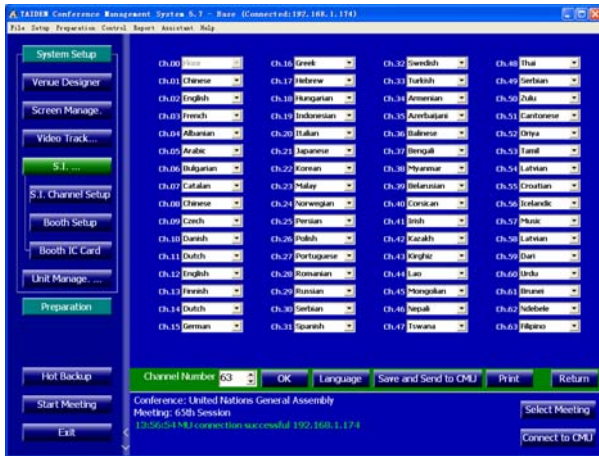 TAIDEN Conference Management System 5.7 - Base (Connected:192.168.1.174)
File Setup Preparation Control Report Assistant Help
System Setup
Venue Designer
Screen Manage.
Video Track...
S.I. ...
S.I. Channel Setup
Booth Setup
Booth IC Card
Unit Manage. ...
Preparation
Hot Backup
Start Meeting
Exit
Ch.00 Floor
Ch.01 Chinese
Ch.02 English
Ch.03 French
Ch.04 Albanian
Ch.05 Arabic
Ch.06 Bulgarian
Ch.07 Catalan
Ch.08 Chinese
Ch.09 Czech
Ch.10 Danish
Ch.11 Dutch
Ch.12 English
Ch.13 Finnish
Ch.14 Dutch
Ch.15 German
Ch.16 Greek
Ch.17 Hebrew
Ch.18 Hungarian
Ch.19 Indonesian
Ch.20 Italian
Ch.21 Japanese
Ch.22 Korean
Ch.23 Malay
Ch.24 Norwegian
Ch.25 Persian
Ch.26 Polish
Ch.27 Portuguese
Ch.28 Romanian
Ch.29 Russian
Ch.30 Serbian
Ch.31 Spanish
Ch.32 Swedish
Ch.33 Turkish
Ch.34 Armenian
Ch.35 Azerbaijani
Ch.36 Balinese
Ch.37 Bengali
Ch.38 Myanmar
Ch.39 Belarusian
Ch.40 Corsican
Ch.41 Irish
Ch.42 Kazakh
Ch.43 Kirghiz
Ch.44 Lao
Ch.45 Mongolian
Ch.46 Nepali
Ch.47 Tswana
Ch.48 Thai
Ch.49 Serbian
Ch.50 Zulu
Ch.51 Cantonese
Ch.52 Oriya
Ch.53 Tamil
Ch.54 Latvian
Ch.55 Croatian
Ch.56 Icelandic
Ch.57 Music
Ch.58 Latvian
Ch.59 Dari
Ch.60 Urdu
Ch.61 Brunei
Ch.62 Ndebele
Ch.63 Filipino
Channel Number 63 OK Language Save and Send to CMU Print Return
Conference: United Nations General Assembly
Meeting: 65th Session
13:56:54 MU connection successful 192.168.1.174
Select Meeting
Connect to CMU